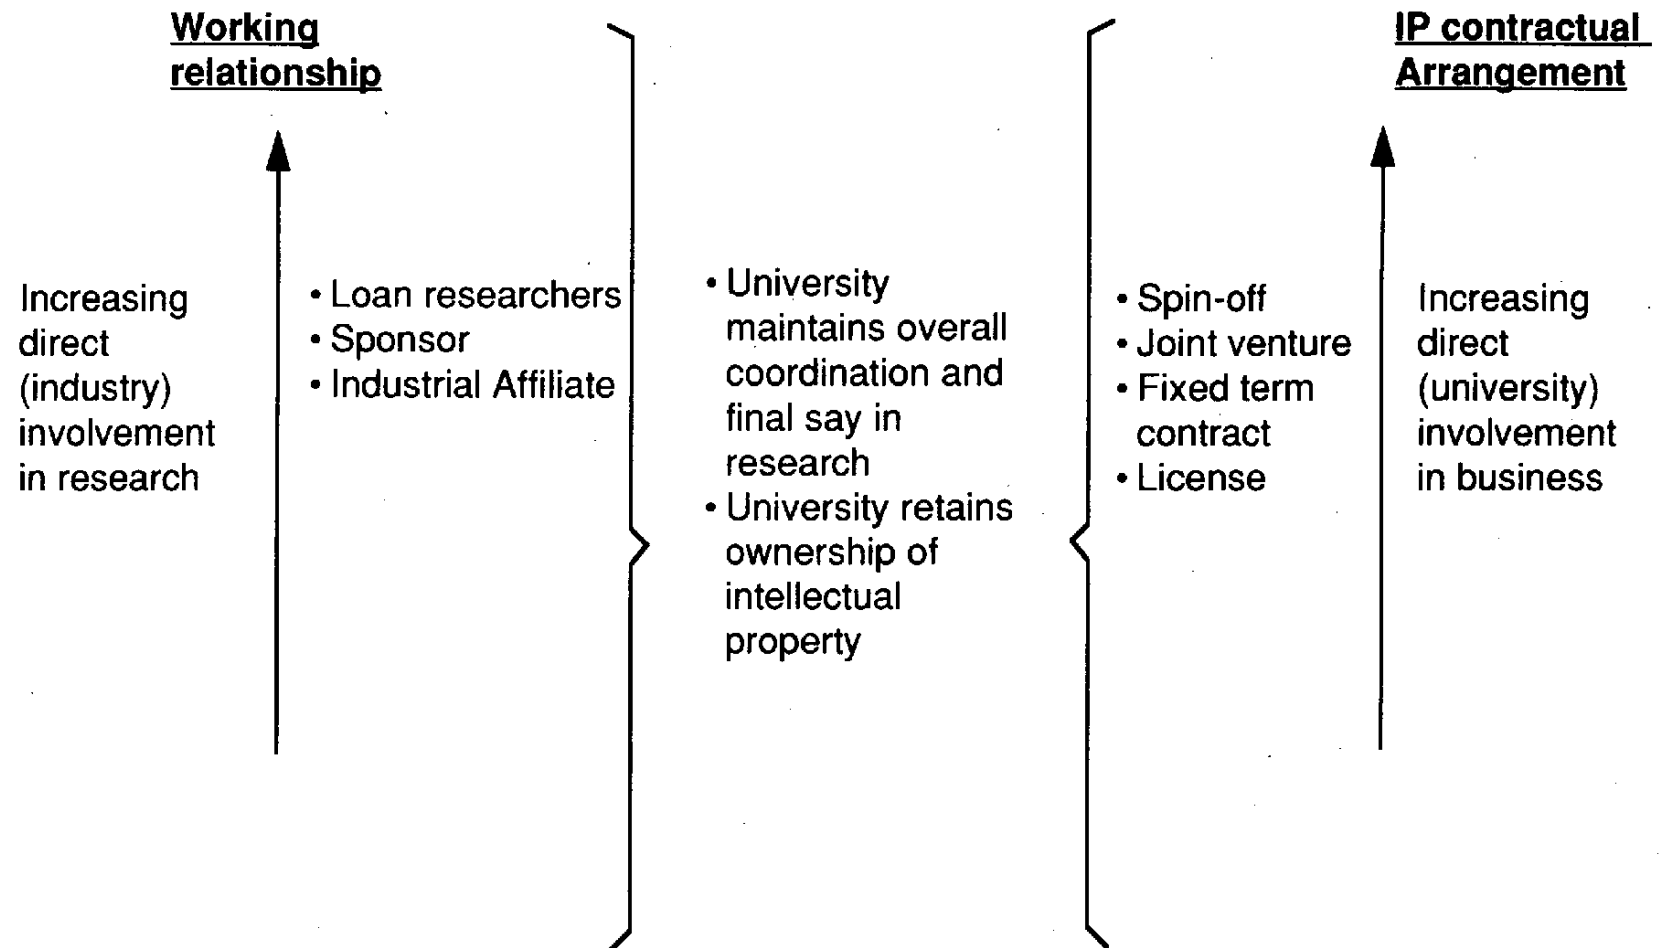 Working
relationship
Increasing
direct
(industry)
involvement
in research
• Loan researchers
• Sponsor
• Industrial Affiliate
• University
maintains overall
coordination and
final say in
research
• University retains
ownership of
intellectual
property
IP contractual
Arrangement
• Spin-off
• Joint venture
• Fixed term
contract
• License
Increasing
direct
(university)
involvement
in business